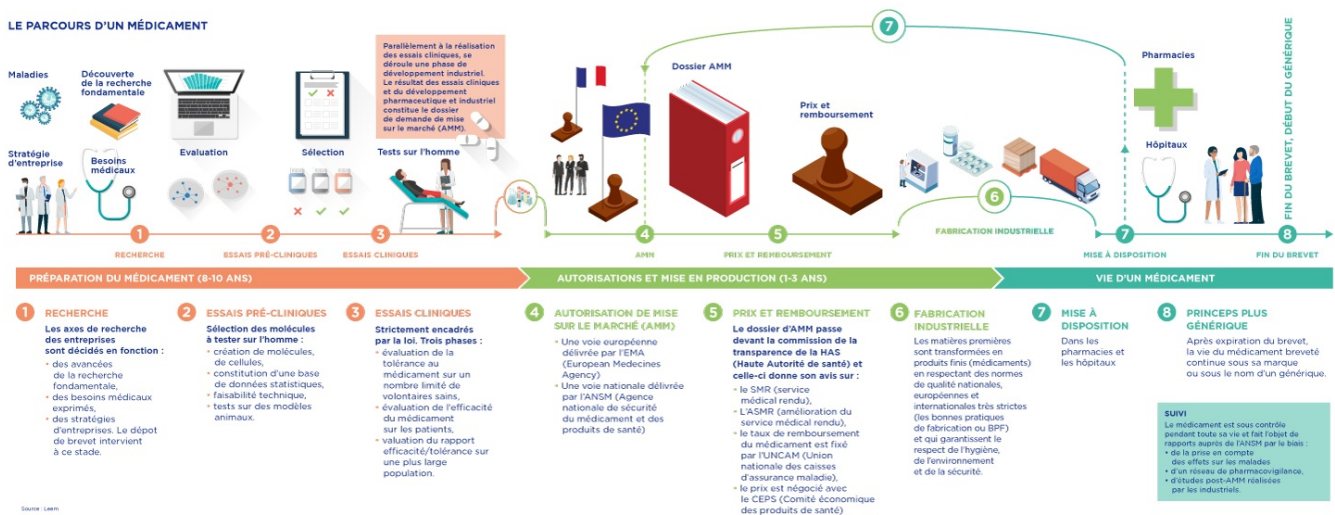 LE PARCOURS D'UN MÉDICAMENT
Maladies
Découverte
de la recherche
fondamentale
Stratégie
d'entreprise
Besoins
médicaux
Evaluation
Sélection
Parallèlement à la réalisation
des essais cliniques, se
déroule une phase de
développement industriel.
Le résultat des essais cliniques
et du développement
pharmaceutique et industriel
constitue le dossier
de demande de mise
sur le marché (AMM).
Tests sur l'homme
Dossier AMM
Prix et
remboursement
7
Pharmacies
Hôpitaux
FIN DU BREVET, DÉBUT DU GÉNÉRIQUE
1
RECHERCHE
2
ESSAIS PRÉ-CLINIQUES
3
ESSAIS CLINIQUES
4
AMM
5
PRIX ET REMBOURSEMENT
6
FABRICATION INDUSTRIELLE
7
MISE À DISPOSITION
8
FIN DU BREVET
PRÉPARATION DU MÉDICAMENT (8-10 ANS)
AUTORISATIONS ET MISE EN PRODUCTION (1-3 ANS)
VIE D'UN MÉDICAMENT
1 RECHERCHE
Les axes de recherche
des entreprises
sont décidés en fonction :
• des avancées
de la recherche
fondamentale,
• des besoins médicaux
exprimés,
• des stratégies
d'entreprises. Le dépôt
de brevet intervient
à ce stade.
2 ESSAIS PRÉ-CLINIQUES
Sélection des molécules
à tester sur l'homme :
• création de molécules,
de cellules,
• constitution d'une base
de données statistiques,
• faisabilité technique,
• tests sur des modèles
animaux.
3 ESSAIS CLINIQUES
Strictement encadrés
par la loi. Trois phases :
• évaluation de la
tolérance au
médicament sur un
nombre limité de
volontaires sains,
• évaluation de l'efficacité
du médicament
sur les patients,
• valuation du rapport
efficacité/tolérance sur
une plus large
population.
4 AUTORISATION DE MISE
SUR LE MARCHÉ (AMM)
• Une voie européenne
délivrée par l'EMA
(European Medecines
Agency)
• Une voie nationale délivrée
par l'ANSM (Agence
nationale de sécurité
du médicament et des
produits de santé)
5 PRIX ET REMBOURSEMENT
Le dossier d'AMM passe
devant la commission de la
transparence de la HAS
(Haute Autorité de santé) et
celle-ci donne son avis sur :
• le SMR (service
médical rendu),
• L'ASMR (amélioration du
service médical rendu),
• le taux de remboursement
du médicament est fixé
par l'UNCAM (Union
nationale des caisses
d'assurance maladie),
• le prix est négocié avec
le CEPS (Comité économique
des produits de santé)
6 FABRICATION
INDUSTRIELLE
Les matières premières
sont transformées en
produits finis (médicaments)
en respectant des normes
de qualité nationales,
européennes et
internationales très strictes
(les bonnes pratiques
de fabrication ou BPF)
et qui garantissent le
respect de l'hygiène,
de l'environnement
et de la sécurité.
7 MISE À
DISPOSITION
Dans les
pharmacies et
les hôpitaux
8 PRINCEPS PLUS
GÉNÉRIQUE
Après expiration du brevet,
la vie du médicament breveté
continue sous sa marque
ou sous le nom d'un générique.
SUIVI
Le médicament est sous contrôle
pendant toute sa vie et fait l'objet de
rapports auprès de l'ANSM par le biais :
• de la prise en compte
des effets sur les malades
• d'un réseau de pharmacovigilance,
• d'études post-AMM réalisées
par les industriels.
Source : Leem